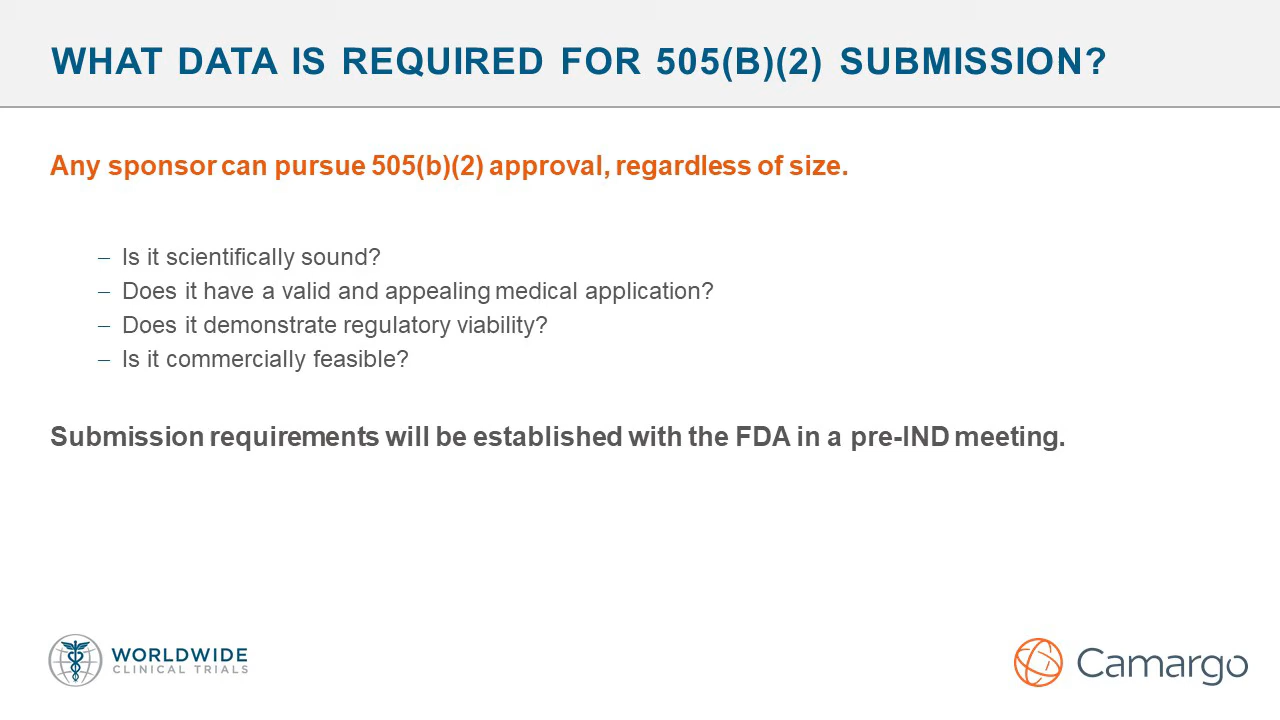 WHAT DATA IS REQUIRED FOR 505(B)(2) SUBMISSION?
Any sponsor can pursue 505(b)(2) approval, regardless of size.
– Is it scientifically sound?
– Does it have a valid and appealing medical application?
– Does it demonstrate regulatory viability?
– Is it commercially feasible?
Submission requirements will be established with the FDA in a pre-IND meeting.
WORLDWIDE
CLINICAL TRIALS
Camargo